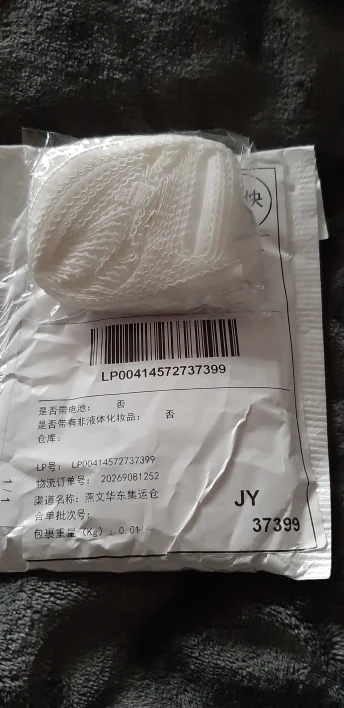 快
LP00414572737399
是否带电池： 否
是否带有非液体化妆品： 否
仓库：
LP号： LP00414572737399
物流订单号： 20269081252
渠道名称：燕文华东集运仓
合单批次号：
包裹重量（Kg）：0.01
JY
37399
1/1